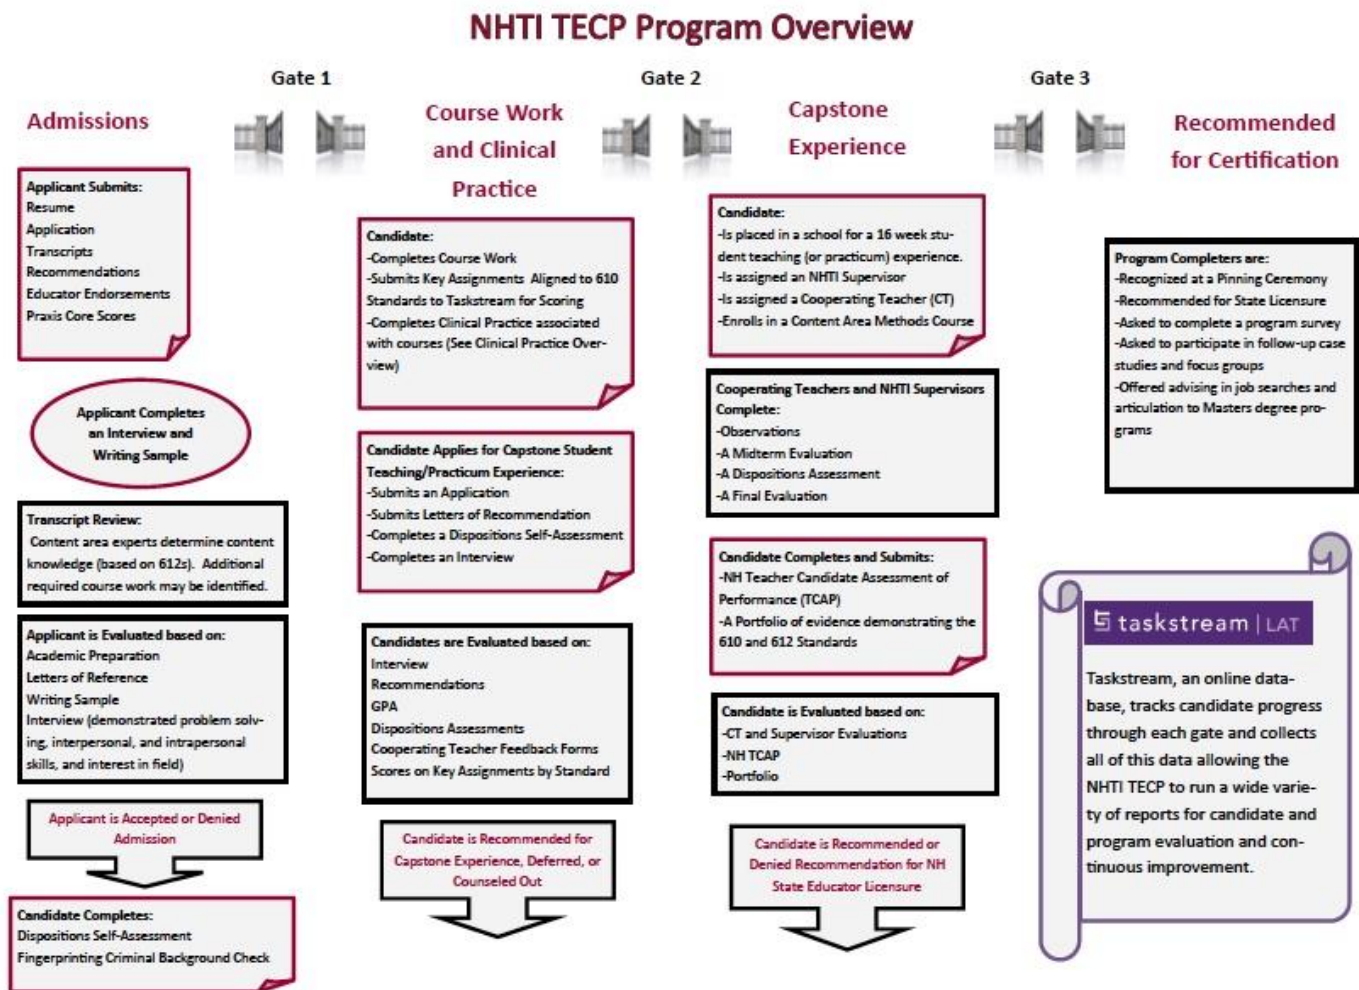 NHTI TECP Program Overview
Gate 1
Gate 2
Gate 3
Admissions
Applicant Submits:
Resume
Application
Transcripts
Recommendations
Educator Endorsements
Praxis Core Scores
Applicant Completes
an Interview and
Writing Sample
Transcript Review:
Content area experts determine content
knowledge (based on 612s). Additional
required course work may be identified.
Applicant is Evaluated based on:
Academic Preparation
Letters of Reference
Writing Sample
Interview (demonstrated problem solv-
ing, interpersonal, and intrapersonal
skills, and interest in field)
Applicant is Accepted or Denied
Admission
Candidate Completes:
Dispositions Self-Assessment
Fingerprinting Criminal Background Check
Course Work
and Clinical
Practice
Candidate:
-Completes Course Work
-Submits Key Assignments Aligned to 610
Standards to Taskstream for Scoring
-Completes Clinical Practice associated
with courses (See Clinical Practice Over-
view)
Candidate Applies for Capstone Student
Teaching/Practicum Experience:
-Submits an Application
-Submits Letters of Recommendation
-Completes a Dispositions Self-Assessment
-Completes an Interview
Candidates are Evaluated based on:
Interview
Recommendations
GPA
Dispositions Assessments
Cooperating Teacher Feedback Forms
Scores on Key Assignments by Standard
Candidate is Recommended for
Capstone Experience, Deferred, or
Counseled Out
Capstone
Experience
Candidate:
-Is placed in a school for a 16 week stu-
dent teaching (or practicum) experience.
-Is assigned an NHTI Supervisor
-Is assigned a Cooperating Teacher (CT)
-Enrolls in a Content Area Methods Course
Cooperating Teachers and NHTI Supervisors
Complete:
-Observations
-A Midterm Evaluation
-A Dispositions Assessment
-A Final Evaluation
Candidate Completes and Submits:
-NH Teacher Candidate Assessment of
Performance (TCAP)
-A Portfolio of evidence demonstrating the
610 and 612 Standards
Candidate is Evaluated based on:
-CT and Supervisor Evaluations
-NH TCAP
-Portfolio
Candidate is Recommended or
Denied Recommendation for NH
State Educator Licensure
Recommended
for Certification
Program Completers are:
-Recognized at a Pinning Ceremony
-Recommended for State Licensure
-Asked to complete a program survey
-Asked to participate in follow-up case
studies and focus groups
-Offered advising in job searches and
articulation to Masters degree pro-
grams
taskstream | LAT
Taskstream, an online data-
base, tracks candidate progress
through each gate and collects
all of this data allowing the
NHTI TECP to run a wide varie-
ty of reports for candidate and
program evaluation and con-
tinuous improvement.